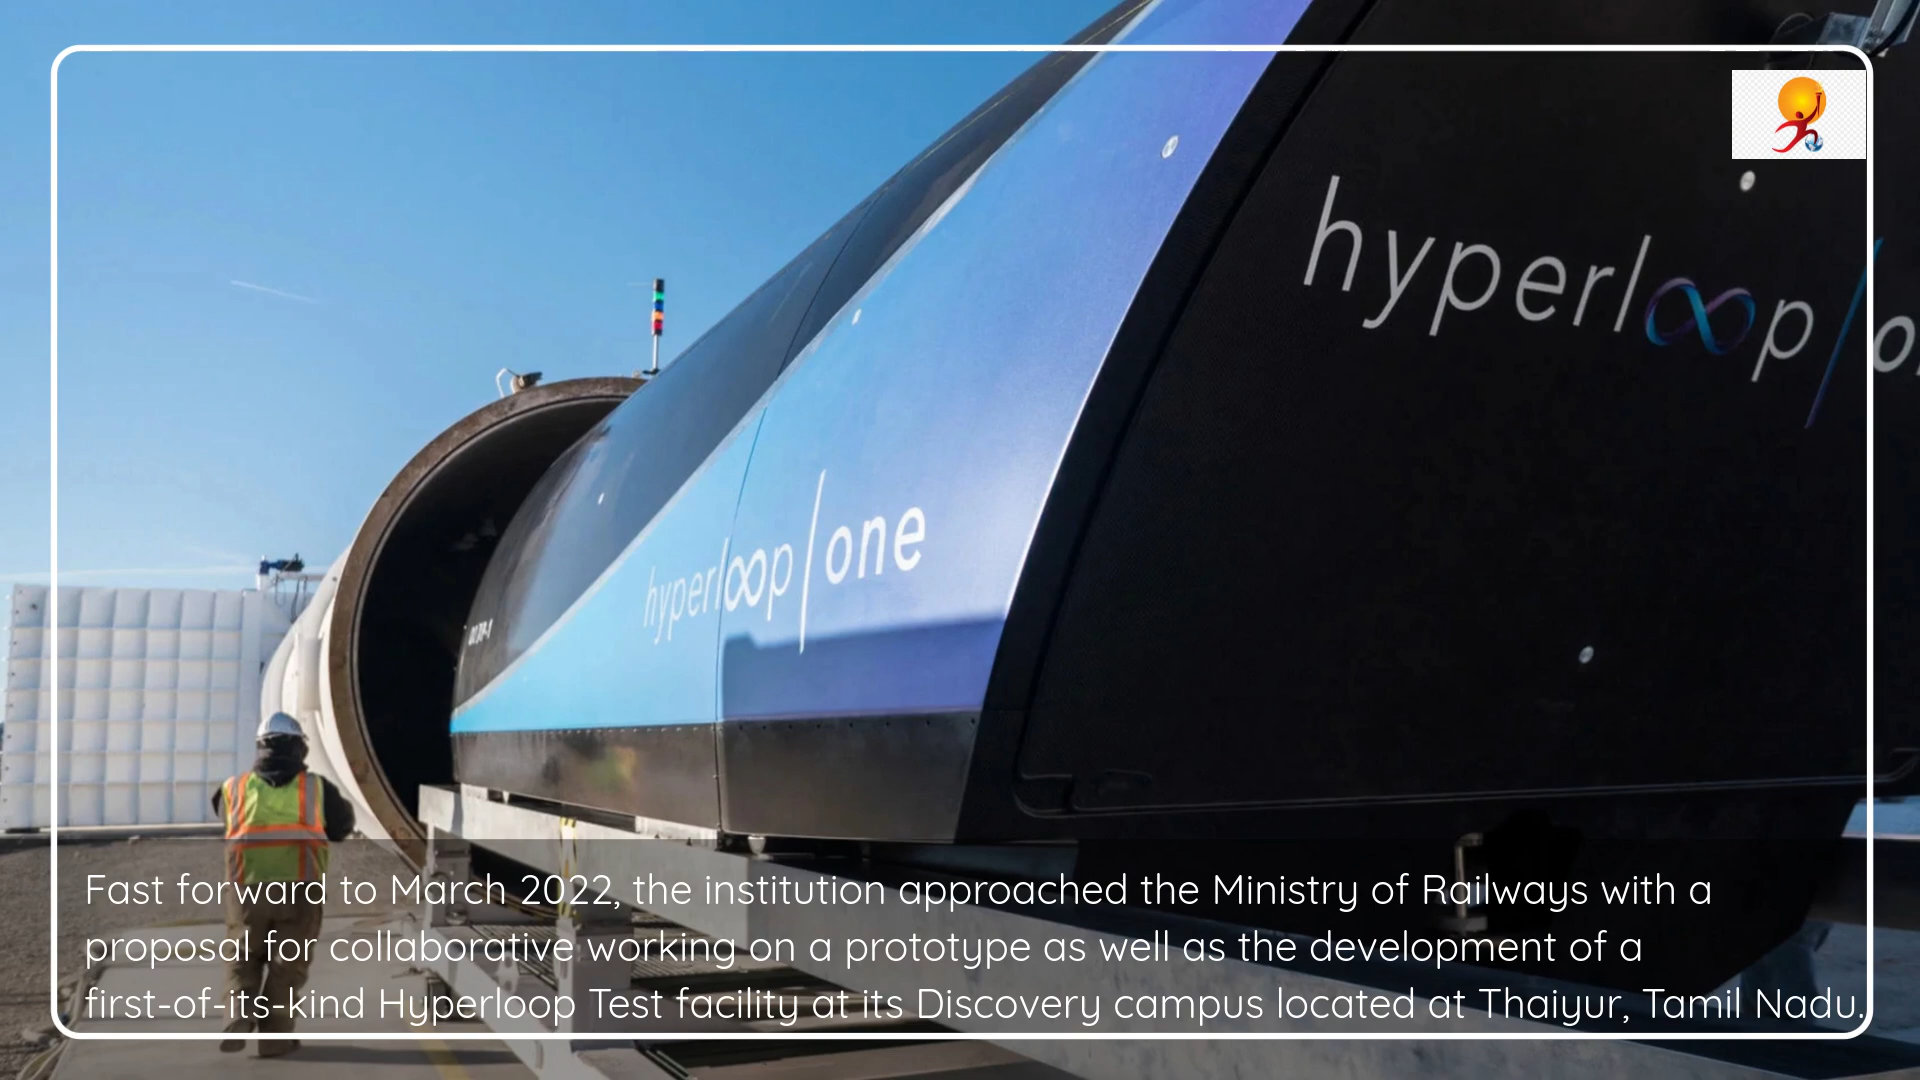 hyperloop | o
hyperloop | one
Fast forward to March 2022, the institution approached the Ministry of Railways with a
proposal for collaborative working on a prototype as well as the development of a
first-of-its-kind Hyperloop Test facility at its Discovery campus located at Thaiyur, Tamil Nadu.